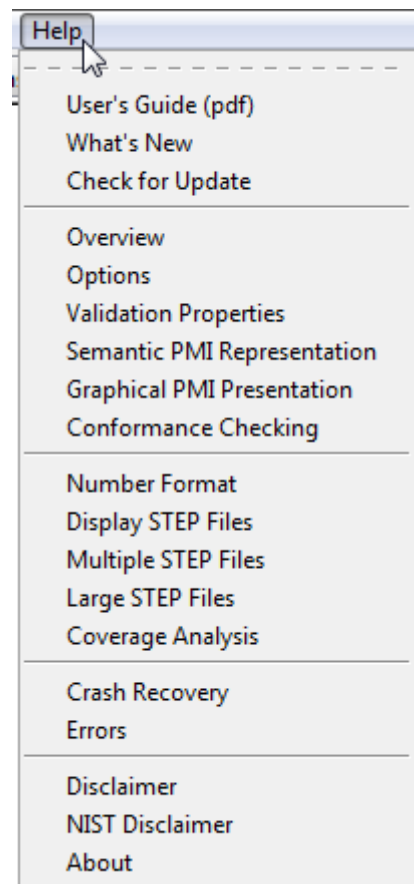 Help
User's Guide (pdf)
What's New
Check for Update
Overview
Options
Validation Properties
Semantic PMI Representation
Graphical PMI Presentation
Conformance Checking
Number Format
Display STEP Files
Multiple STEP Files
Large STEP Files
Coverage Analysis
Crash Recovery
Errors
Disclaimer
NIST Disclaimer
About